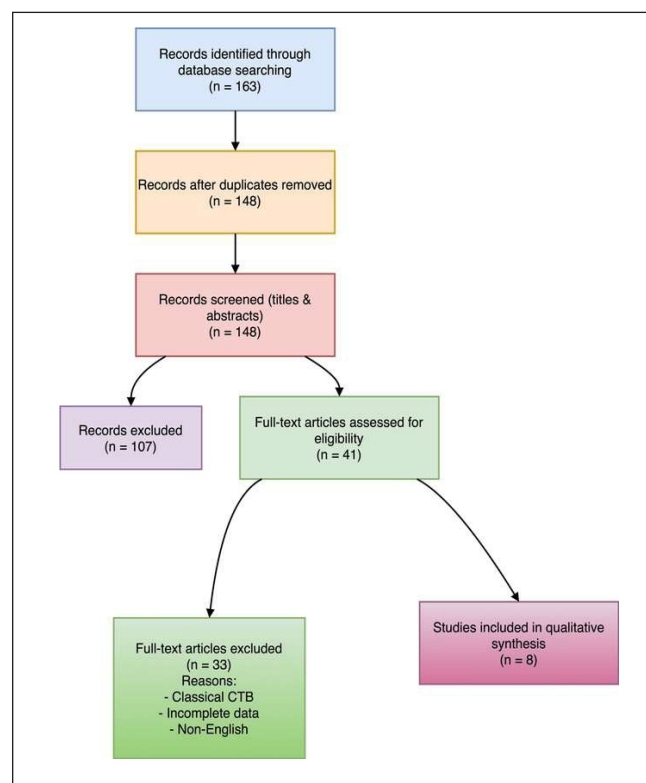 Records identified through
database searching
(n = 163)
Records after duplicates removed
(n = 148)
Records screened (titles &
abstracts)
(n = 148)
Records excluded
(n = 107)
Full-text articles assessed for
eligibility
(n = 41)
Full-text articles excluded
(n = 33)
Reasons:
- Classical CTB
- Incomplete data
- Non-English
Studies included in qualitative
synthesis
(n = 8)